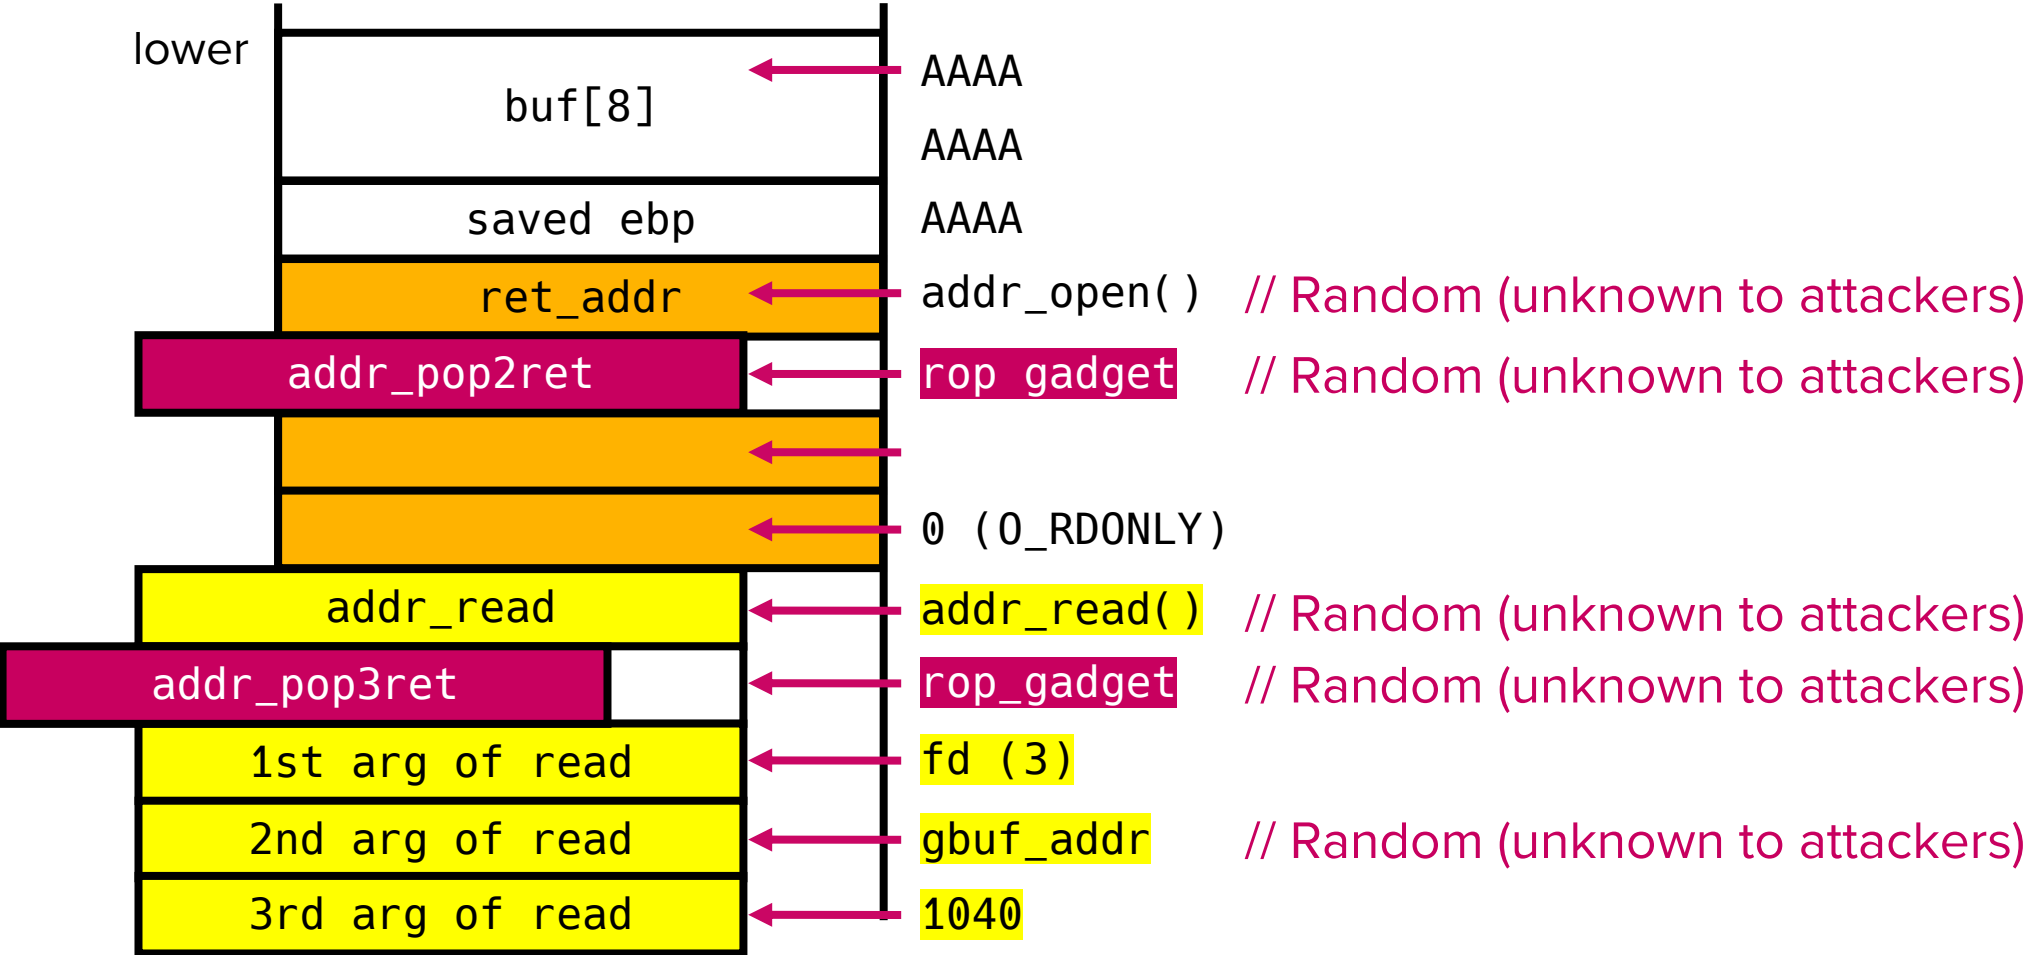 lower
buf[8]
AAAA
AAAA
saved ebp AAAA
ret_addr addr_open() // Random (unknown to attackers)
addr_pop2ret rop gadget // Random (unknown to attackers)
0 (O_RDONLY)
addr_read addr_read() // Random (unknown to attackers)
addr_pop3ret rop_gadget // Random (unknown to attackers)
1st arg of read fd (3)
2nd arg of read gbuf_addr // Random (unknown to attackers)
3rd arg of read 1040